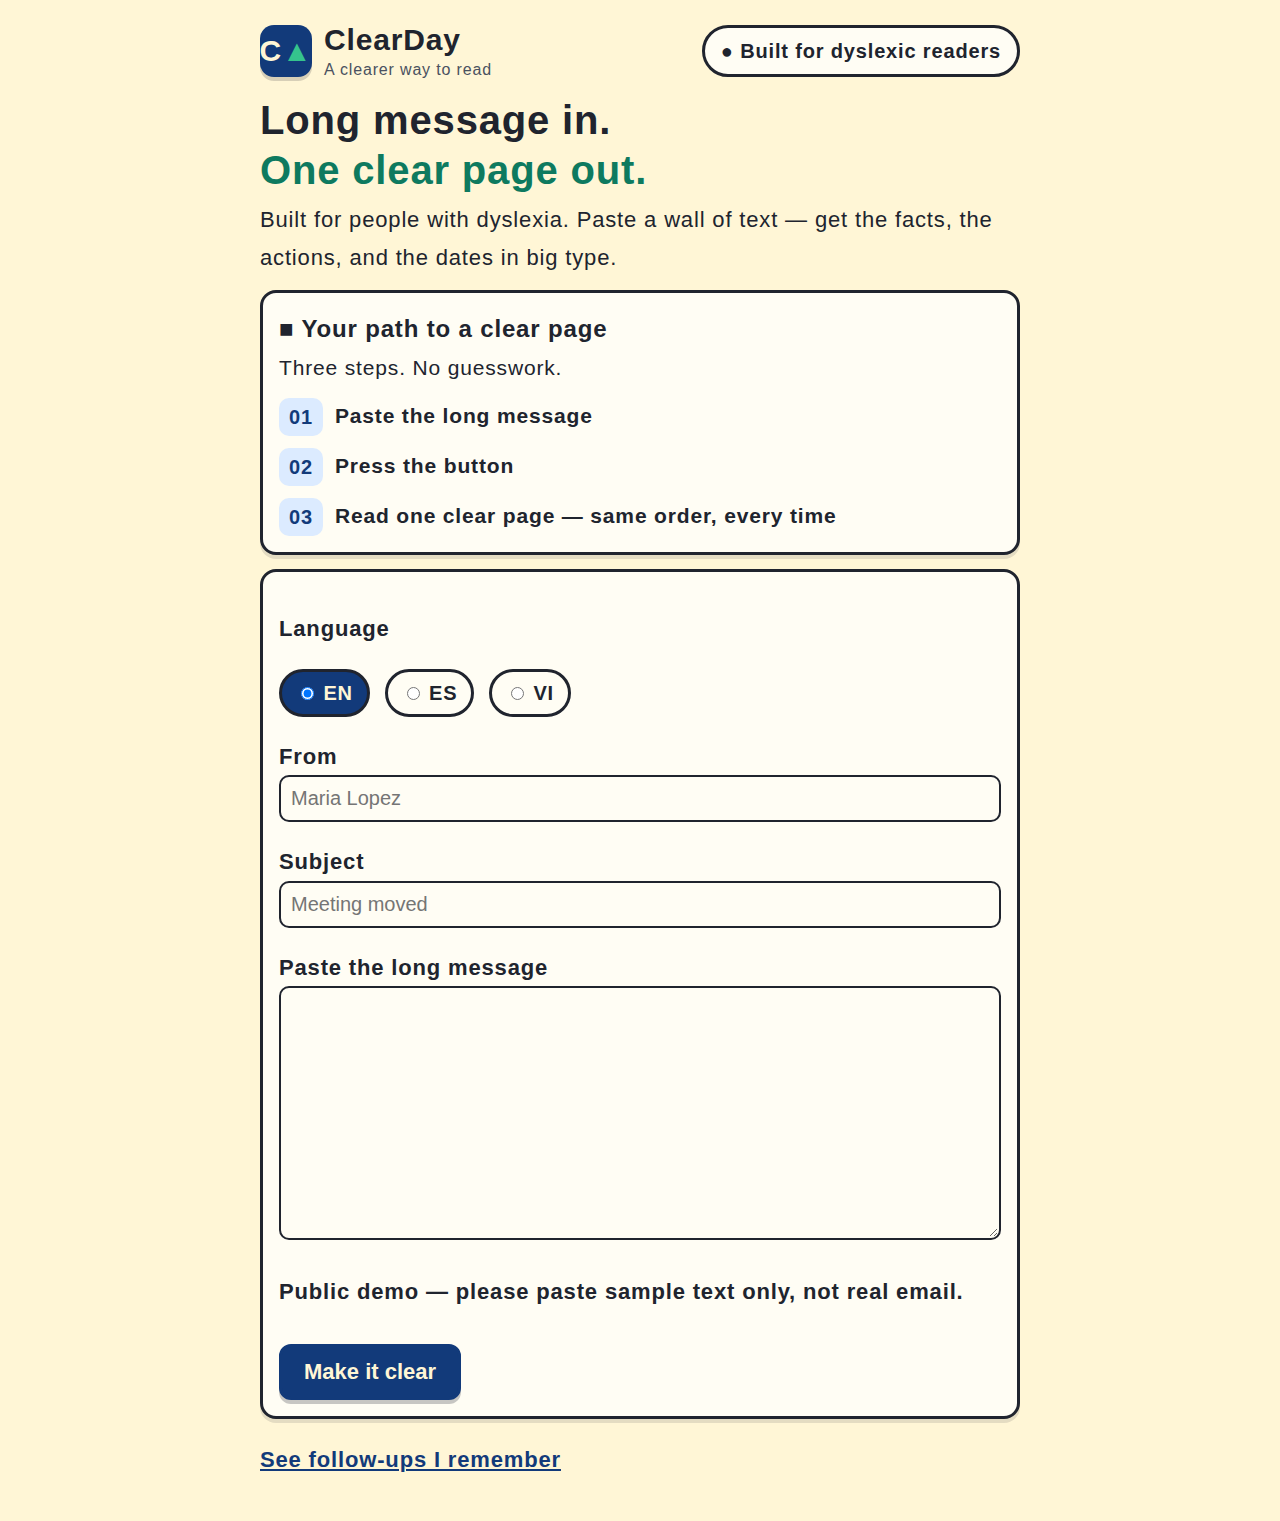 C▲
ClearDay
A clearer way to read
● Built for dyslexic readers
Long message in.
One clear page out.
Built for people with dyslexia. Paste a wall of text — get the facts, the
actions, and the dates in big type.
■ Your path to a clear page
Three steps. No guesswork.
01 Paste the long message
02 Press the button
03 Read one clear page — same order, every time
Language
EN ES VI
From
Maria Lopez
Subject
Meeting moved
Paste the long message
Public demo — please paste sample text only, not real email.
Make it clear
See follow-ups I remember